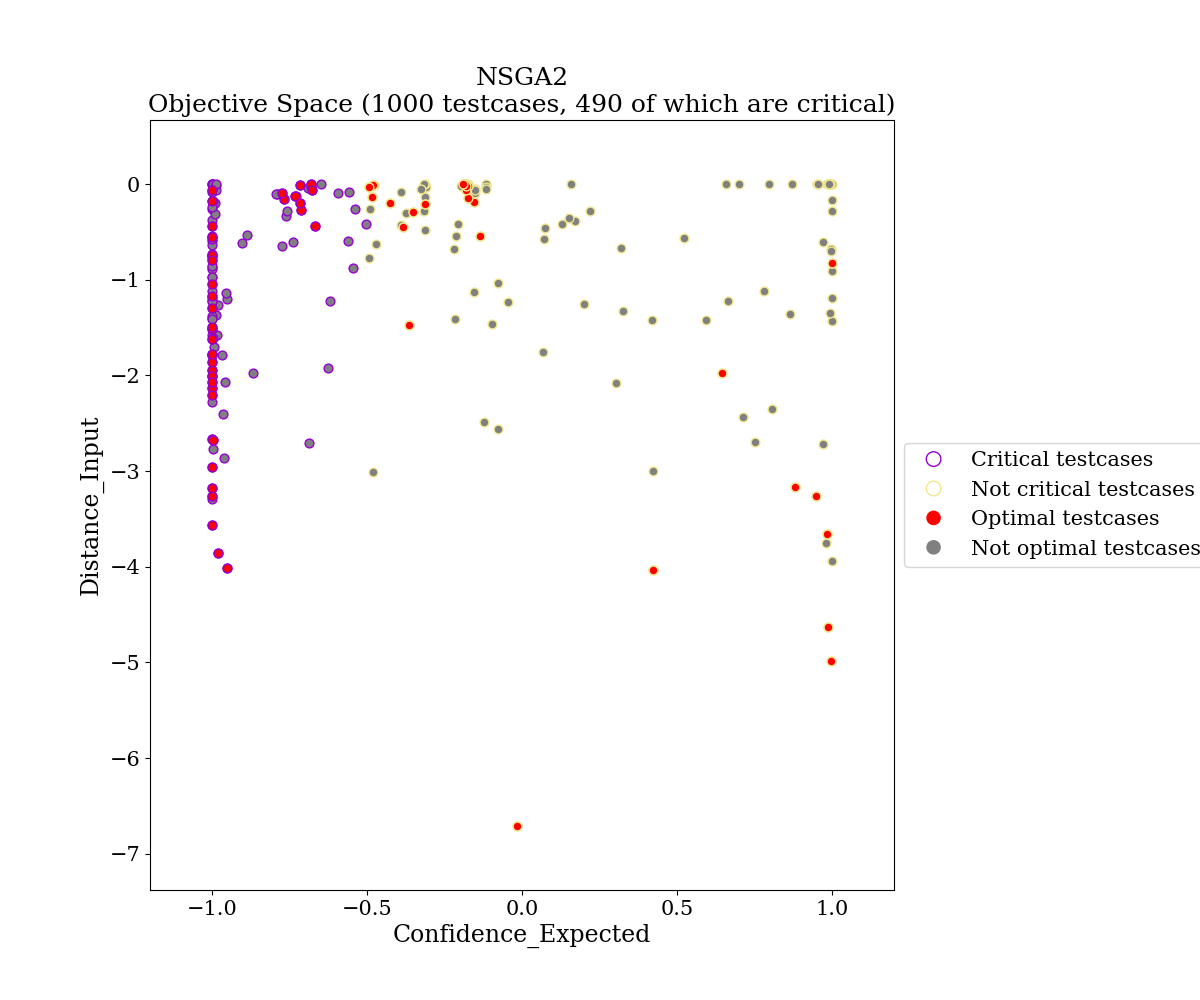 NSGA2
Objective Space (1000 testcases, 490 of which are critical)
0
−1
−2
−3
−4
−5
−6
−7
Distance_Input
−1.0
−0.5
0.0
0.5
1.0
Confidence_Expected
Critical testcases
Not critical testcases
Optimal testcases
Not optimal testcases